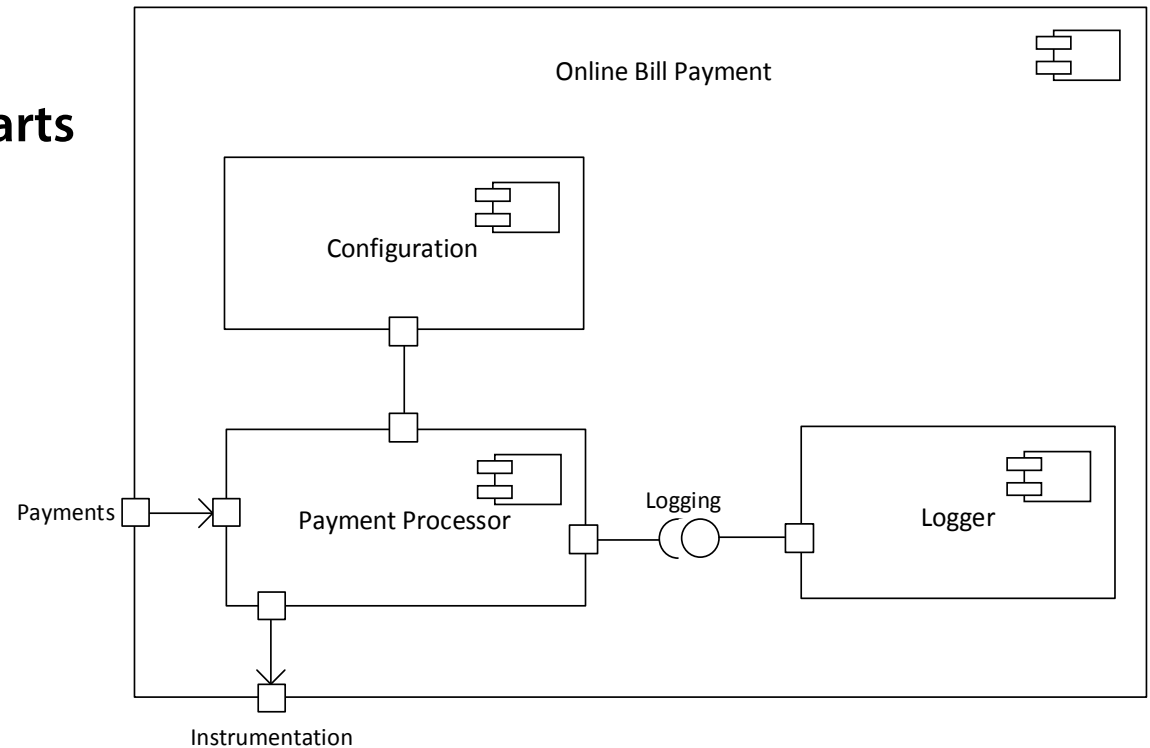 Online Bill Payment
arts
Configuration
Payments
Payment Processor
Logging
Logger
Instrumentation